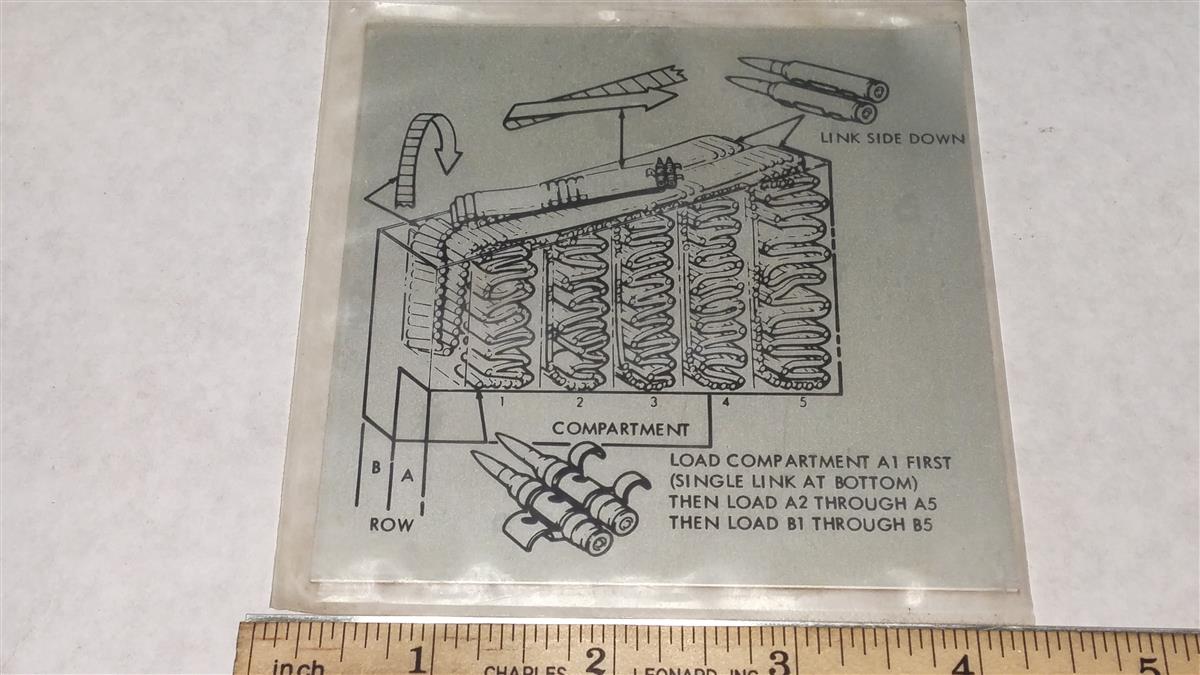 LINK SIDE DOWN
1 2 3 4 5
COMPARTMENT
B A
ROW
LOAD COMPARTMENT A1 FIRST
(SINGLE LINK AT BOTTOM)
THEN LOAD A2 THROUGH A5
THEN LOAD B1 THROUGH B5
1 2 3 4 5
inch CHARLES LEONARD INC